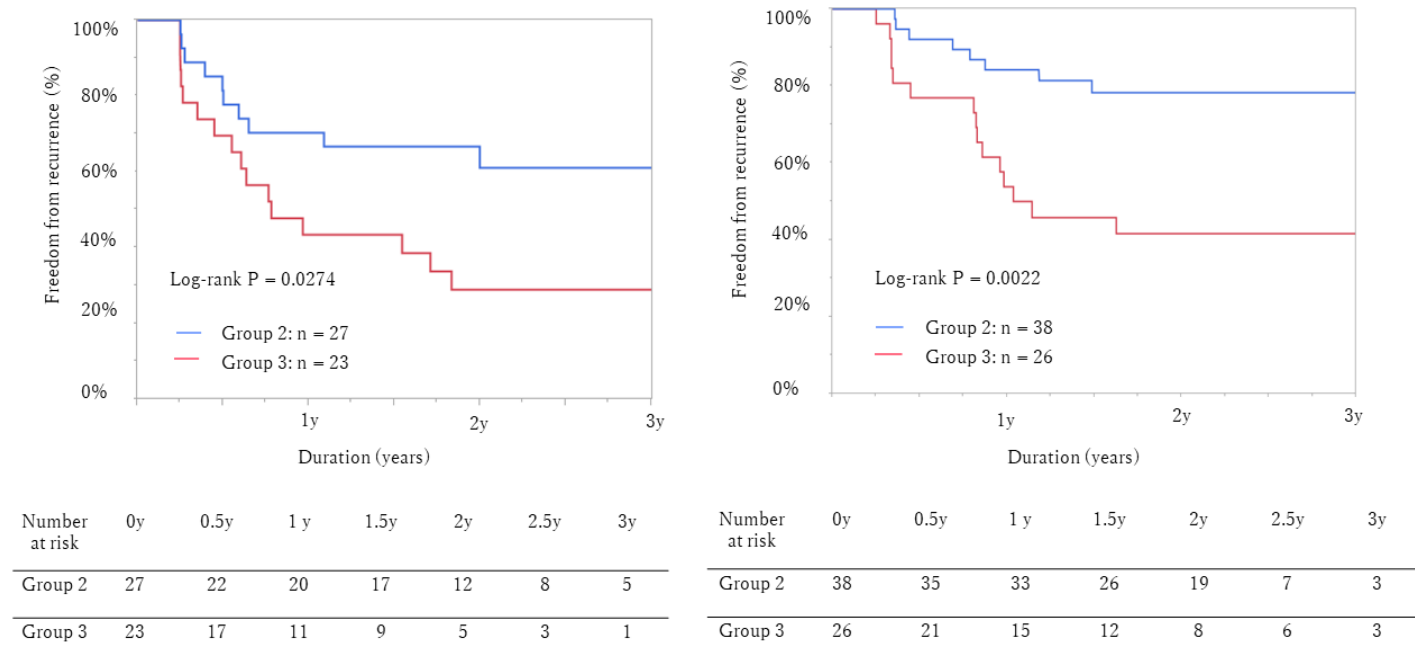 100%
80%
60%
40%
20%
0%
Freedom from recurrence (%)
Log-rank P = 0.0274
Group 2: n = 27
Group 3: n = 23
1y 2y 3y
Duration (years)
Number at risk 0y 0.5y 1 y 1.5y 2y 2.5y 3y
Group 2 27 22 20 17 12 8 5
Group 3 23 17 11 9 5 3 1
100%
80%
60%
40%
20%
0%
Freedom from recurrence (%)
Log-rank P = 0.0022
Group 2: n = 38
Group 3: n = 26
1y 2y 3y
Duration (years)
Number at risk 0y 0.5y 1 y 1.5y 2y 2.5y 3y
Group 2 38 35 33 26 19 7 3
Group 3 26 21 15 12 8 6 3